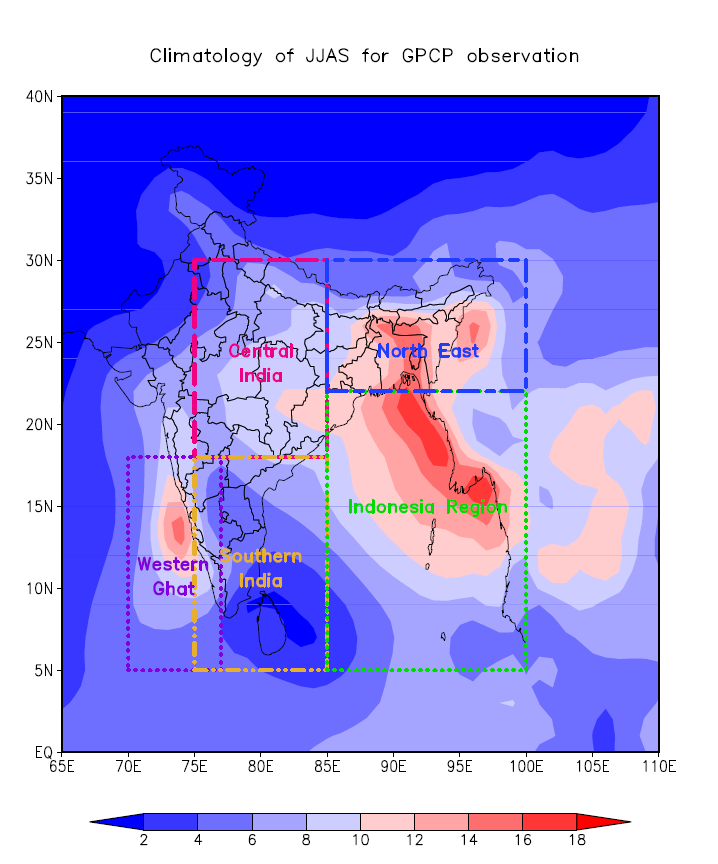 Climatology of JJAS for GPCP observation
40N
35N
30N
25N
20N
15N
10N
5N
EQ
Central
India
North East
Indonesia Region
Western
Ghat
Southern
India
65E 70E 75E 80E 85E 90E 95E 100E 105E 110E
2 4 6 8 10 12 14 16 18